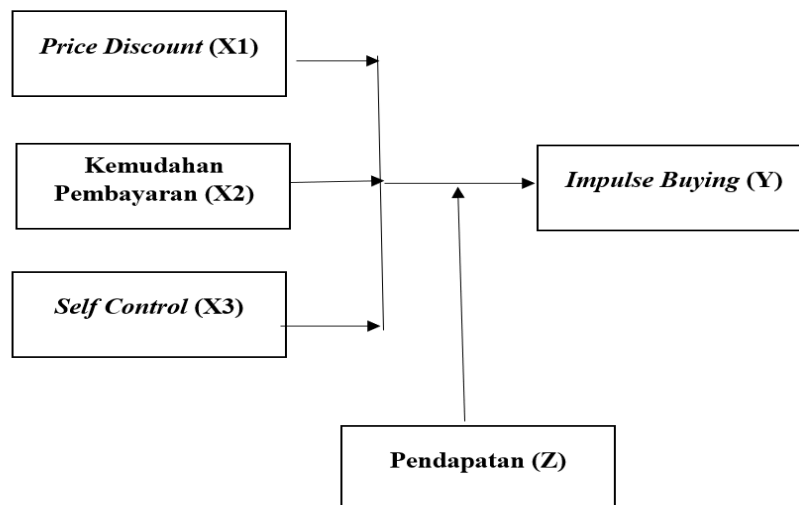 Price Discount (X1)
Kemudahan
Pembayaran (X2)
Impulse Buying (Y)
Self Control (X3)
Pendapatan (Z)